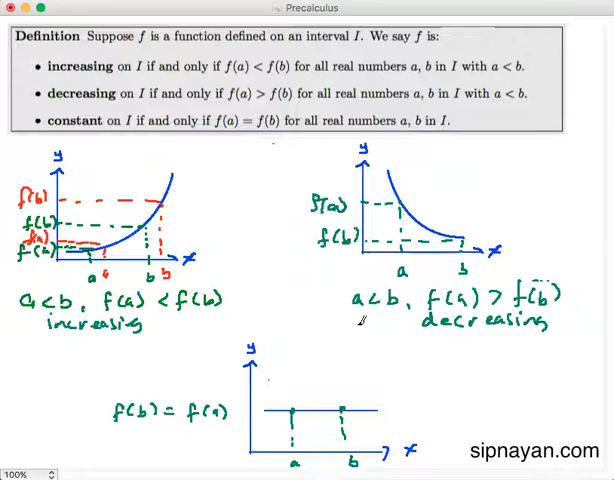 Precalculus
Definition Suppose f is a function defined on an interval I. We say f is:
• increasing on I if and only if f(a) < f(b) for all real numbers a, b in I with a < b.
• decreasing on I if and only if f(a) > f(b) for all real numbers a, b in I with a < b.
• constant on I if and only if f(a) = f(b) for all real numbers a, b in I.
y
f(b)
f(b)
f(a)
f(a)
x
a a b b
a < b, f(a) < f(b)
increasing
y
f(a)
f(b)
x
a b
a < b, f(a) > f(b)
decreasing
y
f(b) = f(a)
x
a b
sipnayan.com
100%